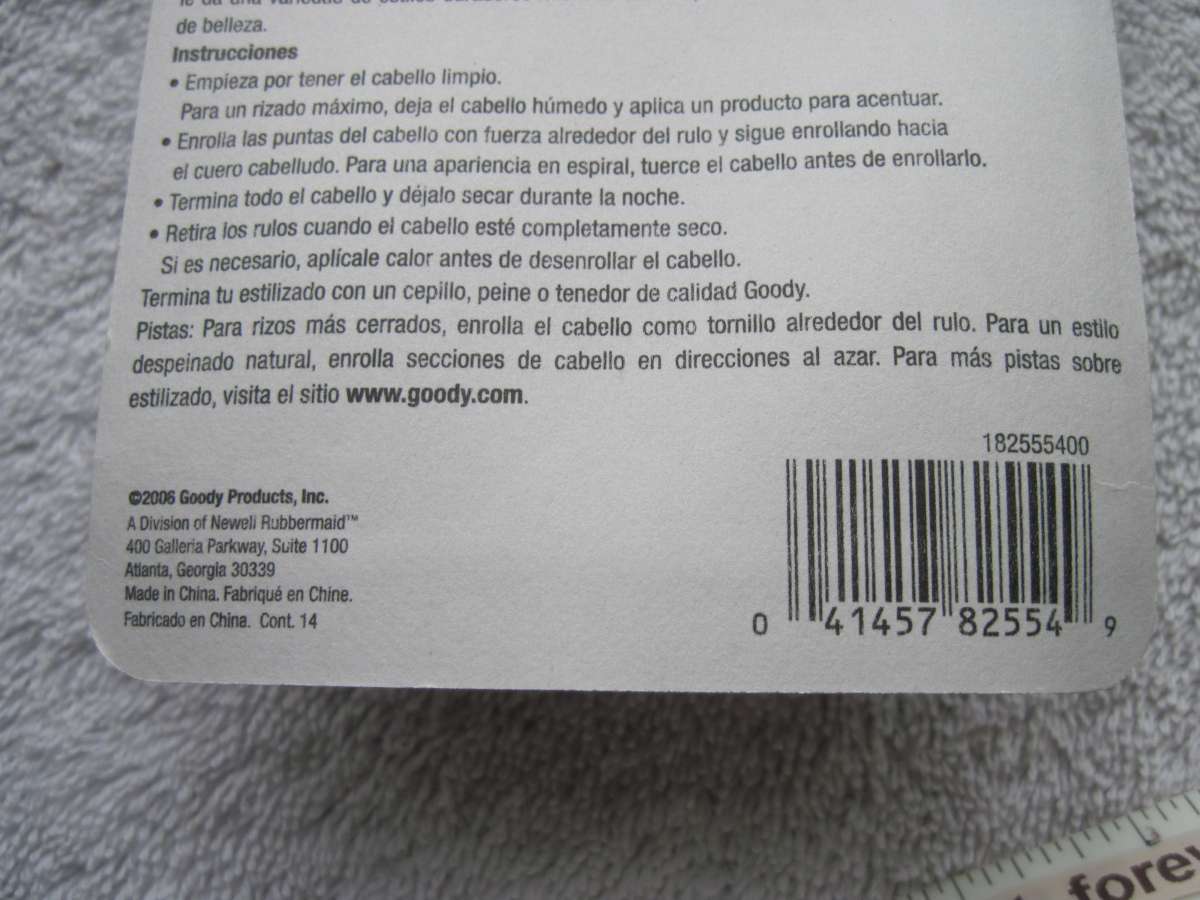 de belleza.
Instrucciones
• Empieza por tener el cabello limpio.
Para un rizado máximo, deja el cabello húmedo y aplica un producto para acentuar.
• Enrolla las puntas del cabello con fuerza alrededor del rulo y sigue enrollando hacia
el cuero cabelludo. Para una apariencia en espiral, tuerce el cabello antes de enrollarlo.
• Termina todo el cabello y déjalo secar durante la noche.
• Retira los rulos cuando el cabello esté completamente seco.
Si es necesario, aplícale calor antes de desenrollar el cabello.
Termina tu estilizado con un cepillo, peine o tenedor de calidad Goody.
Pistas: Para rizos más cerrados, enrolla el cabello como tornillo alrededor del rulo. Para un estilo
despeinado natural, enrolla secciones de cabello en direcciones al azar. Para más pistas sobre
estilizado, visita el sitio www.goody.com.
182555400
©2006 Goody Products, Inc.
A Division of Newell Rubbermaid™
400 Galleria Parkway, Suite 1100
Atlanta, Georgia 30339
Made in China. Fabriqué en Chine.
Fabricado en China. Cont. 14
0 41457 82554 9